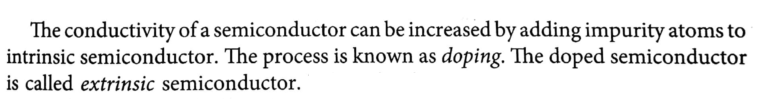 The conductivity of a semiconductor can be increased by adding impurity atoms to
intrinsic semiconductor. The process is known as doping. The doped semiconductor
is called extrinsic semiconductor.